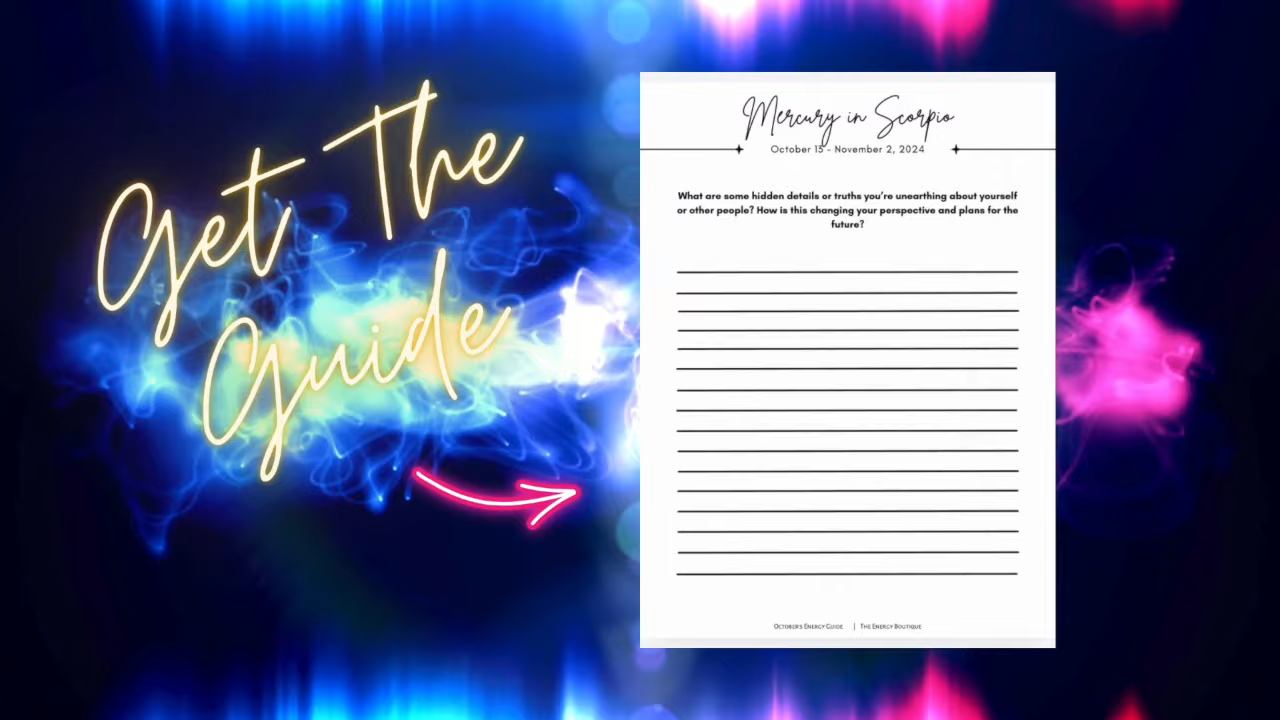 Get The
Guide
Mercury in Scorpio
October 15 - November 2, 2024
What are some hidden details or truths you're unearthing about yourself
or other people? How is this changing your perspective and plans for the
future?
October's Energy Guide | The Energy Boutique